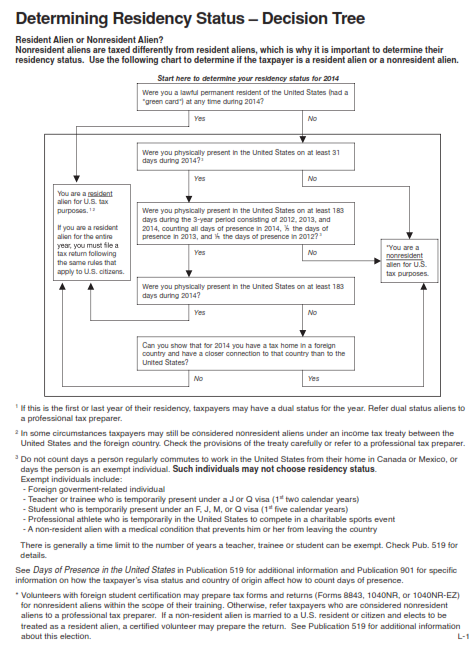 Determining Residency Status – Decision Tree
Resident Alien or Nonresident Alien?
Nonresident aliens are taxed differently from resident aliens, which is why it is important to determine their
residency status. Use the following chart to determine if the taxpayer is a resident alien or a nonresident alien.
Start here to determine your residency status for 2014
Were you a lawful permanent resident of the United States (had a
"green card") at any time during 2014?
Yes
No
Were you physically present in the United States on at least 31
days during 2014?³
Yes
No
You are a resident
alien for U.S. tax
purposes. ¹ ²
If you are a resident
alien for the entire
year, you must file a
tax return following
the same rules that
apply to U.S. citizens.
Were you physically present in the United States on at least 183
days during the 3-year period consisting of 2012, 2013, and
2014, counting all days of presence in 2014, ⅓ the days of
presence in 2013, and ⅙ the days of presence in 2012? ³
Yes
No
*You are a
nonresident
alien for U.S.
tax purposes.
Were you physically present in the United States on at least 183
days during 2014?
Yes
No
Can you show that for 2014 you have a tax home in a foreign
country and have a closer connection to that country than to the
United States?
No
Yes
¹ If this is the first or last year of their residency, taxpayers may have a dual status for the year. Refer dual status aliens to
a professional tax preparer.
² In some circumstances taxpayers may still be considered nonresident aliens under an income tax treaty between the
United States and the foreign country. Check the provisions of the treaty carefully or refer to a professional tax preparer.
³ Do not count days a person regularly commutes to work in the United States from their home in Canada or Mexico, or
days the person is an exempt individual. Such individuals may not choose residency status.
Exempt individuals include:
- Foreign goverment-related individual
- Teacher or trainee who is temporarily present under a J or Q visa (1st two calendar years)
- Student who is temporarily present under an F, J, M, or Q visa (1st five calendar years)
- Professional athlete who is temporarily in the United States to compete in a charitable sports event
- A non-resident alien with a medical condition that prevents him or her from leaving the country
There is generally a time limit to the number of years a teacher, trainee or student can be exempt. Check Pub. 519 for
details.
See Days of Presence in the United States in Publication 519 for additional information and Publication 901 for specific
information on how the taxpayer's visa status and country of origin affect how to count days of presence.
* Volunteers with foreign student certification may prepare tax forms and returns (Forms 8843, 1040NR, or 1040NR-EZ)
for nonresident aliens within the scope of their training. Otherwise, refer taxpayers who are considered nonresident
aliens to a professional tax preparer. If a non-resident alien is married to a U.S. resident or citizen and elects to be
treated as a resident alien, a certified volunteer may prepare the return. See Publication 519 for additional information
about this election.
L-1